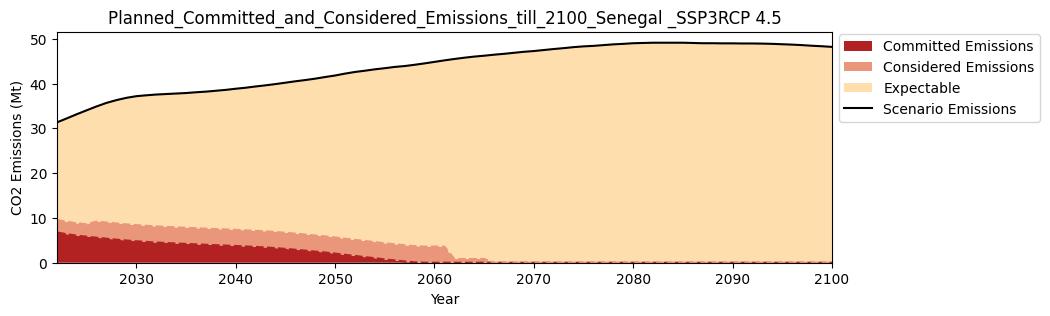 Planned_Committed_and_Considered_Emissions_till_2100_Senegal _SSP3RCP 4.5
50
40
30
20
10
0
CO2 Emissions (Mt)
2030 2040 2050 2060 2070 2080 2090 2100
Year
Committed Emissions
Considered Emissions
Expectable
Scenario Emissions